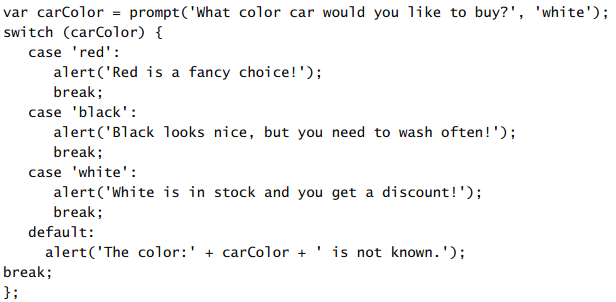 var carColor = prompt('What color car would you like to buy?', 'white');
switch (carColor) {
   case 'red':
      alert('Red is a fancy choice!');
      break;
   case 'black':
      alert('Black looks nice, but you need to wash often!');
      break;
   case 'white':
      alert('White is in stock and you get a discount!');
      break;
   default:
     alert('The color:' + carColor + ' is not known.');
break;
};